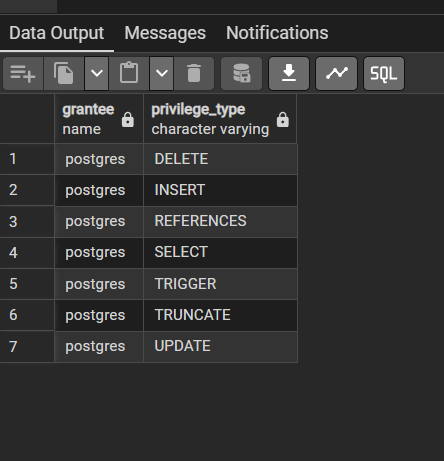 Data Output Messages Notifications
SQL
grantee privilege_type
name character varying
1 postgres DELETE
2 postgres INSERT
3 postgres REFERENCES
4 postgres SELECT
5 postgres TRIGGER
6 postgres TRUNCATE
7 postgres UPDATE